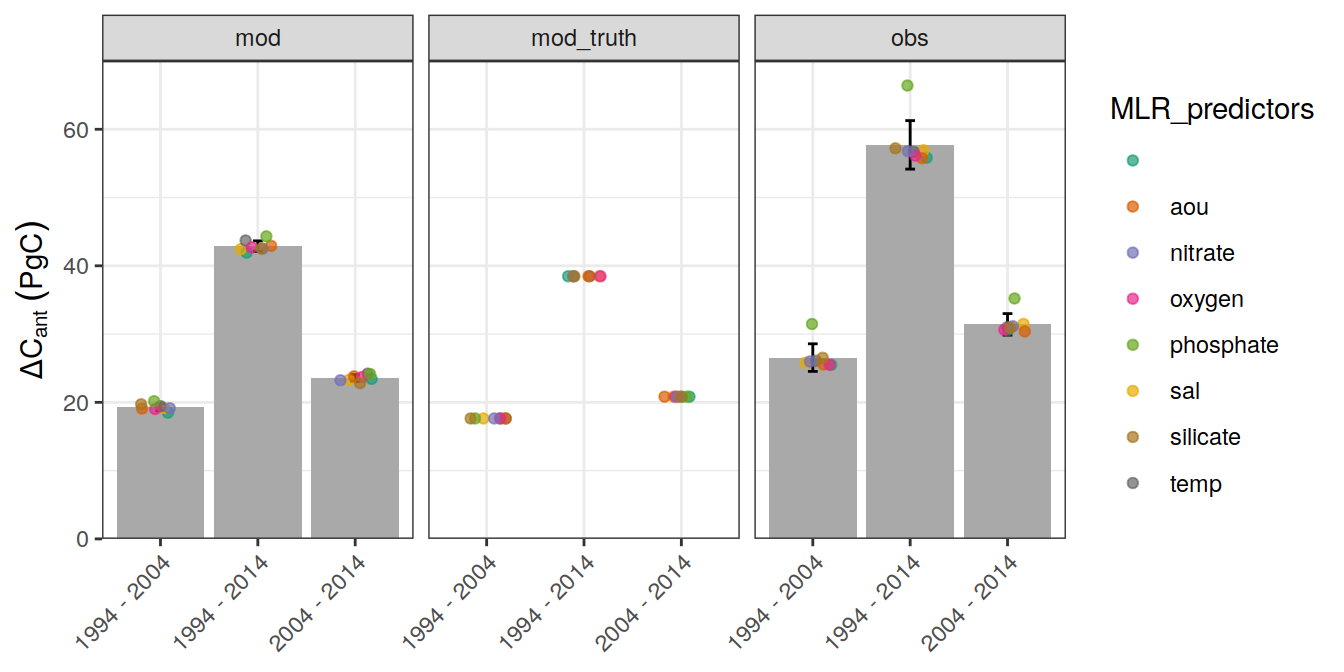 mod
mod_truth
obs
ΔCant (PgC)
60
40
20
0
1994 - 2004
1994 - 2014
2004 - 2014
1994 - 2004
1994 - 2014
2004 - 2014
1994 - 2004
1994 - 2014
2004 - 2014
MLR_predictors
aou
nitrate
oxygen
phosphate
sal
silicate
temp